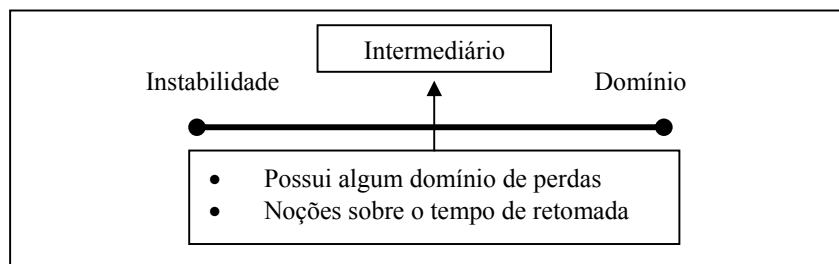 Intermediário
Instabilidade
Domínio
• Possui algum domínio de perdas
• Noções sobre o tempo de retomada